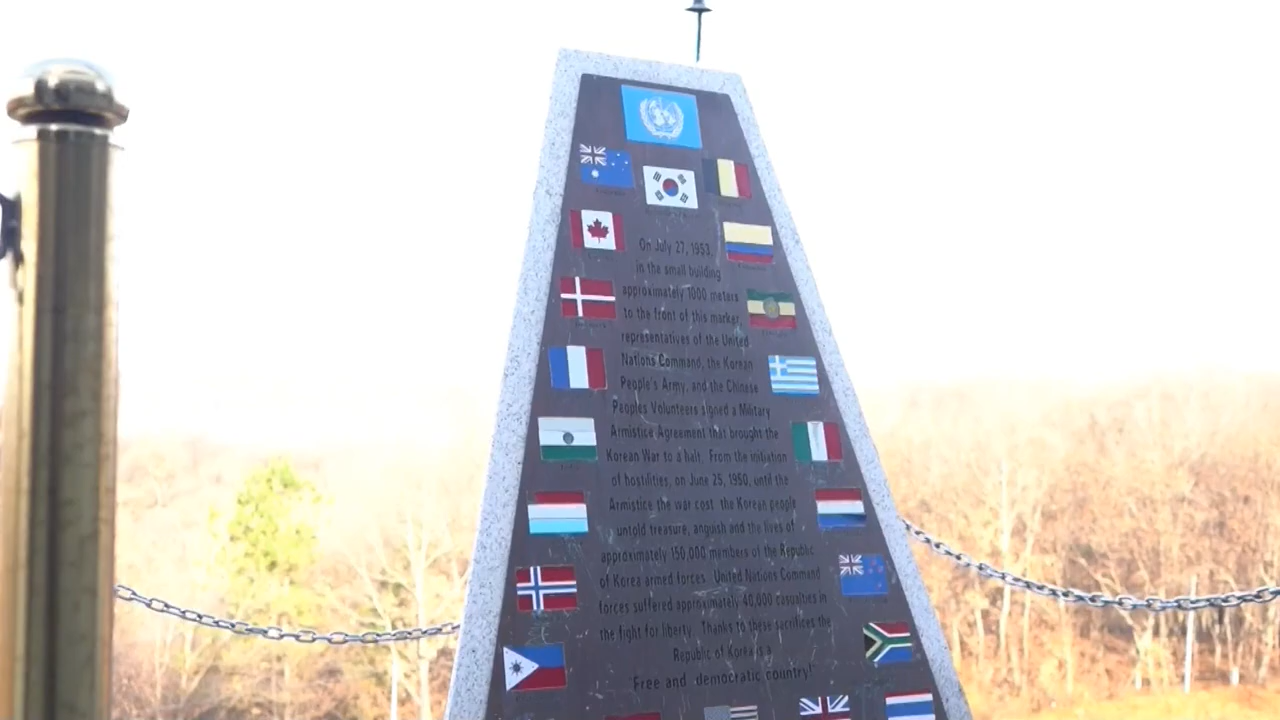 On July 27, 1953,
in the small building
approximately 1000 meters
to the front of this marker,
representatives of the United
Nations Command, the Korean
People's Army, and the Chinese
Peoples Volunteers signed a Military
Armistice Agreement that brought the
Korean War to a halt. From the initiation
of hostilities, on June 25, 1950, until the
Armistice the war cost the Korean people
untold treasure, anguish and the lives of
approximately 150,000 members of the Republic
of Korea armed forces. United Nations Command
forces suffered approximately 40,000 casualties in
the fight for liberty. Thanks to these sacrifices the
Republic of Korea is a
"Free and democratic country!"